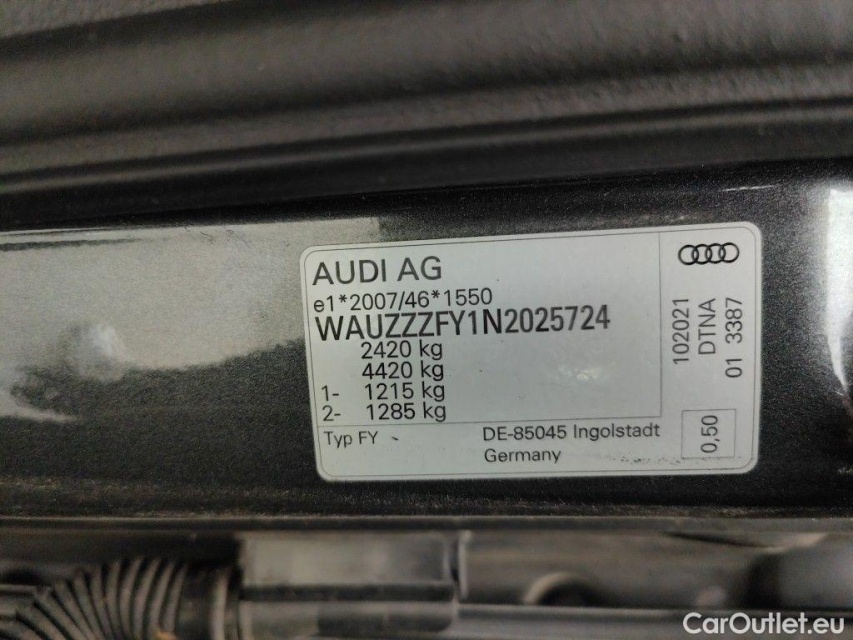 AUDI AG
e1*2007/46*1550
WAUZZZFY1N2025724
2420 kg
4420 kg
1- 1215 kg
2- 1285 kg
Typ FY
DE-85045 Ingolstadt
Germany
102021
DTNA
01 3387
0,50
CarOutlet.eu